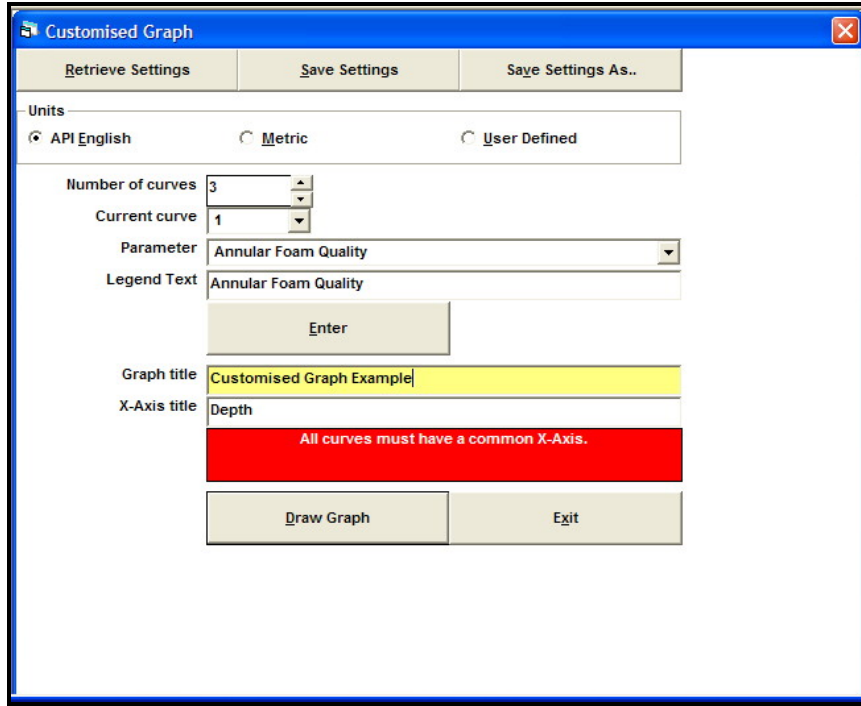 Customised Graph
Retrieve Settings Save Settings Save Settings As..
Units
API English Metric User Defined
Number of curves 3
Current curve 1
Parameter Annular Foam Quality
Legend Text Annular Foam Quality
Enter
Graph title Customised Graph Example
X-Axis title Depth
All curves must have a common X-Axis.
Draw Graph Exit